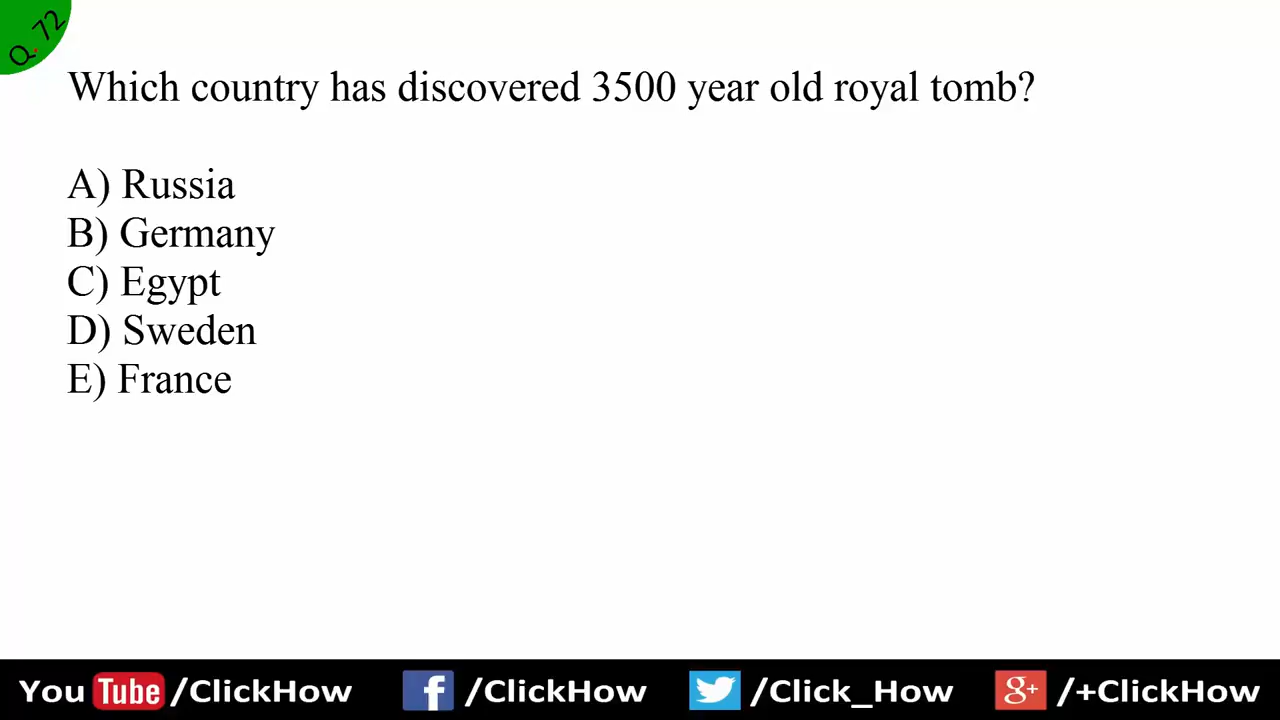 Q.72
Which country has discovered 3500 year old royal tomb?
A) Russia
B) Germany
C) Egypt
D) Sweden
E) France
You Tube /ClickHow f /ClickHow /Click_How g+ /+ClickHow